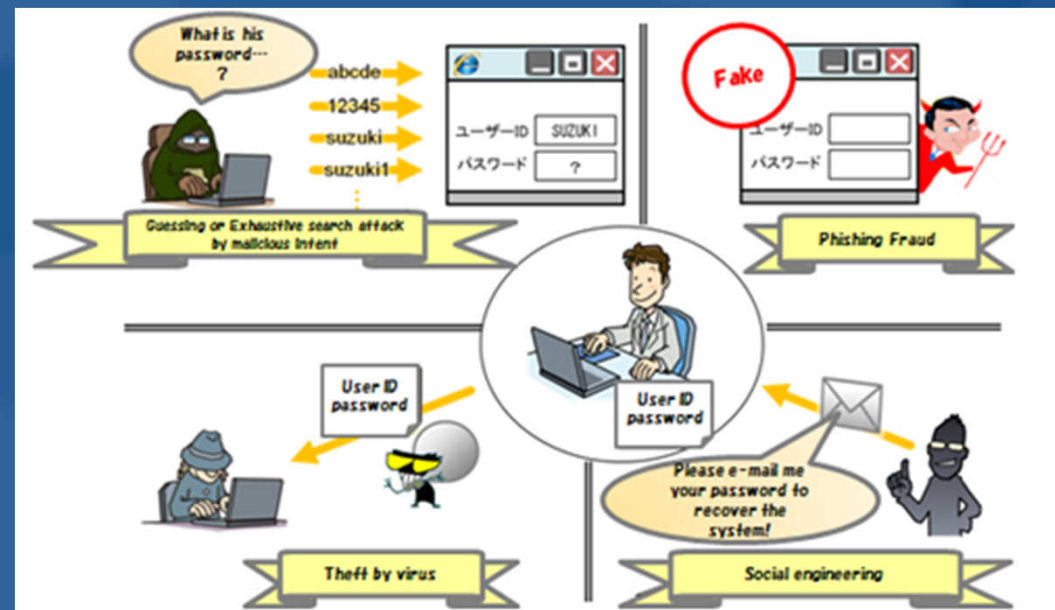 What is his
password…
?
abcde
12345
suzuki
suzuki1
ユーザーID
SUZUKI
パスワード
?
Guessing or Exhaustive search attack
by malicious intent
Fake
ユーザーID
パスワード
Phishing Fraud
User ID
password
User ID
password
Theft by virus
Please e-mail me
your password to
recover the
system!
Social engineering